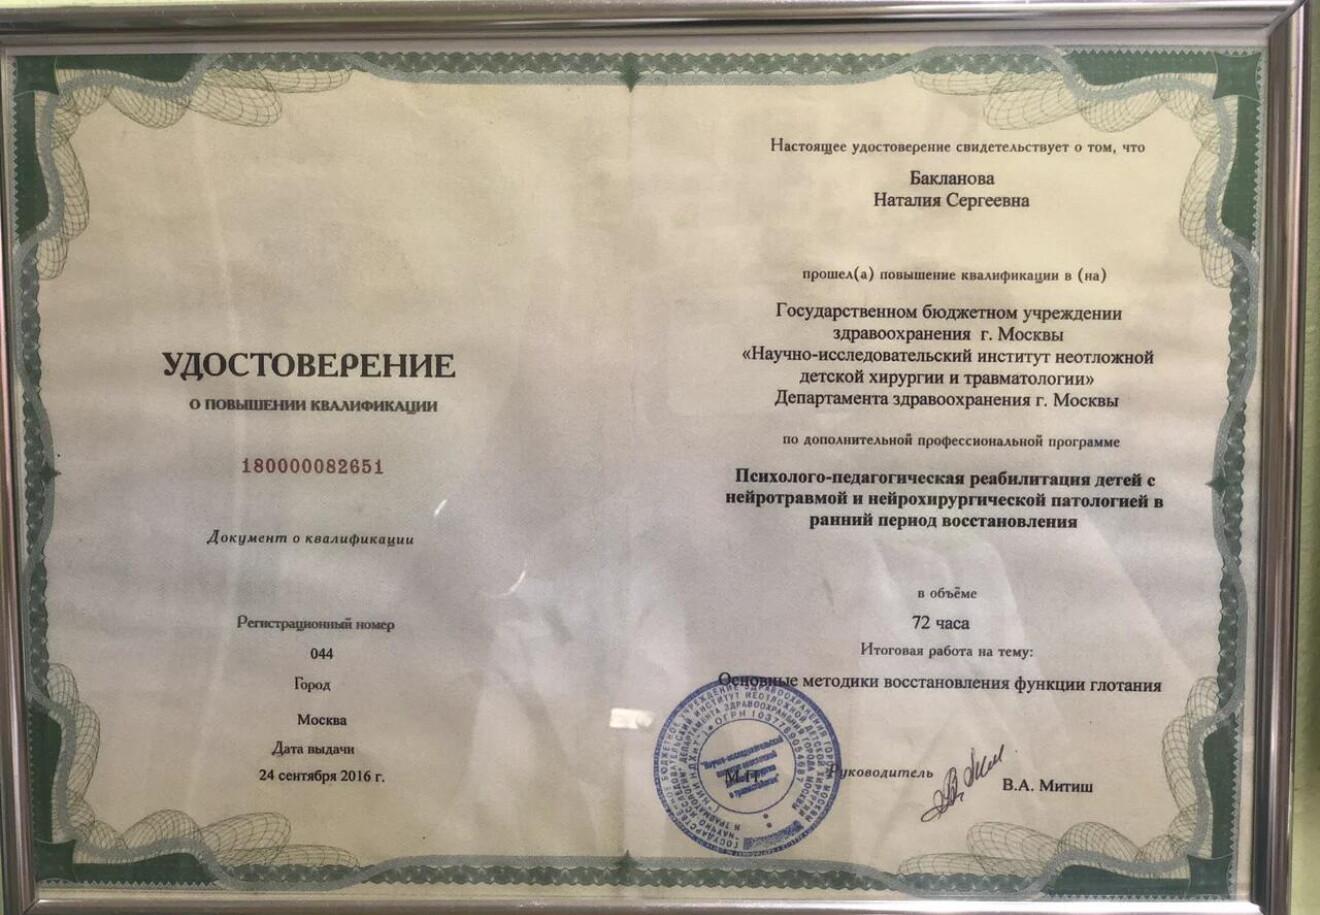 УДОСТОВЕРЕНИЕ
О ПОВЫШЕНИИ КВАЛИФИКАЦИИ
180000082651
Документ о квалификации
Регистрационный номер
044
Город
Москва
Дата выдачи
24 сентября 2016 г.
Настоящее удостоверение свидетельствует о том, что
Бакланова
Наталия Сергеевна
прошел(а) повышение квалификации в (на)
Государственном бюджетном учреждении
здравоохранения г. Москвы
«Научно-исследовательский институт неотложной
детской хирургии и травматологии»
Департамента здравоохранения г. Москвы
по дополнительной профессиональной программе
Психолого-педагогическая реабилитация детей с
нейротравмой и нейрохирургической патологией в
ранний период восстановления
в объёме
72 часа
Итоговая работа на тему:
Основные методики восстановления функции глотания
М.П.
Руководитель
В.А. Митиш